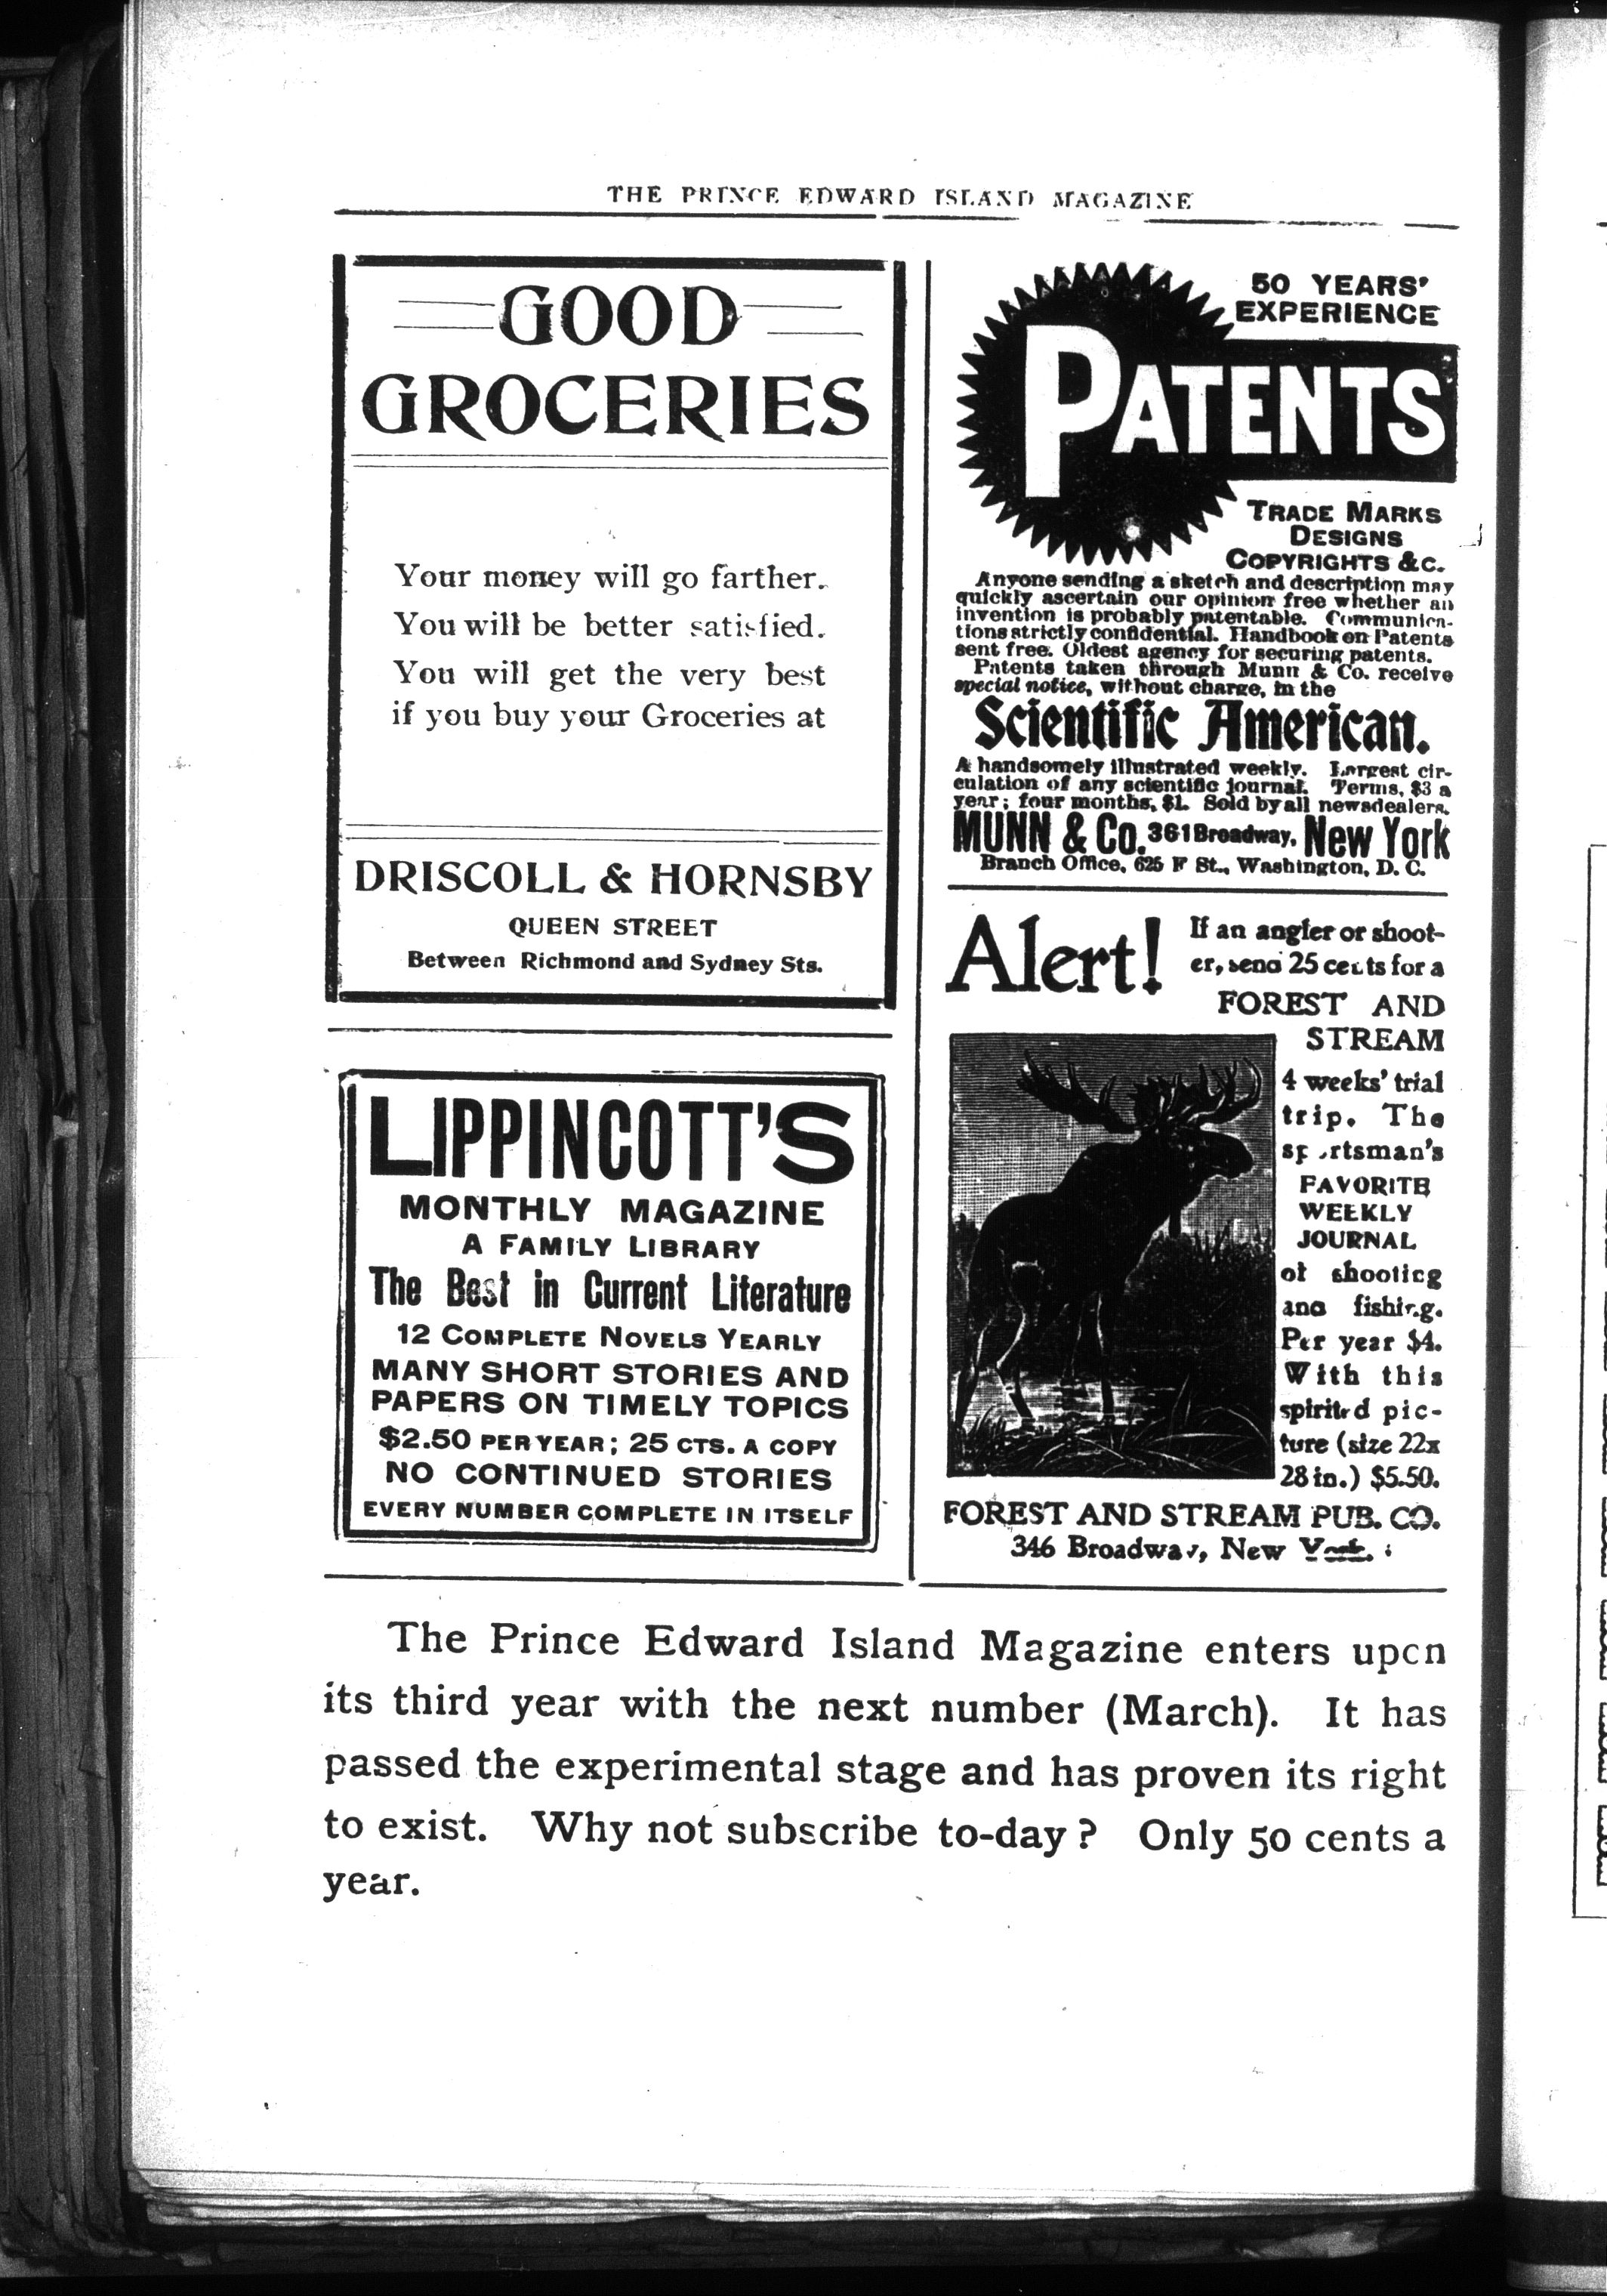 THE PRINCE EDWARD ISLAND MAGAZINE
GOOD
GROCERIES
Your money will go farther.
You will be better satisfied.
You will get the very best
if you buy your Groceries at
DRISCOLL & HORNSBY
QUEEN STREET
Between Richmond and Sydney Sts.
LIPPINCOTT'S
MONTHLY MAGAZINE
A FAMILY LIBRARY
The Best in Current Literature
12 COMPLETE NOVELS YEARLY
MANY SHORT STORIES AND
PAPERS ON TIMELY TOPICS
$2.50 PER YEAR; 25 CTS. A COPY
NO CONTINUED STORIES
EVERY NUMBER COMPLETE IN ITSELF
50 YEARS'
EXPERIENCE
PATENTS
TRADE MARKS
DESIGNS
COPYRIGHTS &C.
Anyone sending a sketch and description may
quickly ascertain our opinion free whether an
invention is probably patentable. Communica-
tions strictly confidential. Handbook on Patents
sent free. Oldest agency for securing patents.
Patents taken through Munn & Co. receive
special notice, without charge, in the
Scientific American.
A handsomely illustrated weekly. Largest cir-
culation of any scientific journal. Terms, $3 a
year; four months, $1. Sold by all newsdealers.
MUNN & Co. 361 Broadway, New York
Branch Office, 625 F St., Washington, D. C.
Alert!
If an angler or shoot-
er, send 25 cents for a
FOREST AND
STREAM
4 weeks' trial
trip. The
sportsman's
FAVORITE
WEEKLY
JOURNAL
of shooting
and fishing.
Per year $4.
With this
spirited pic-
ture (size 22x
28 in.) $5.50.
FOREST AND STREAM PUB. CO.
346 Broadway, New York.
The Prince Edward Island Magazine enters upon
its third year with the next number (March). It has
passed the experimental stage and has proven its right
to exist. Why not subscribe to-day? Only 50 cents a
year.